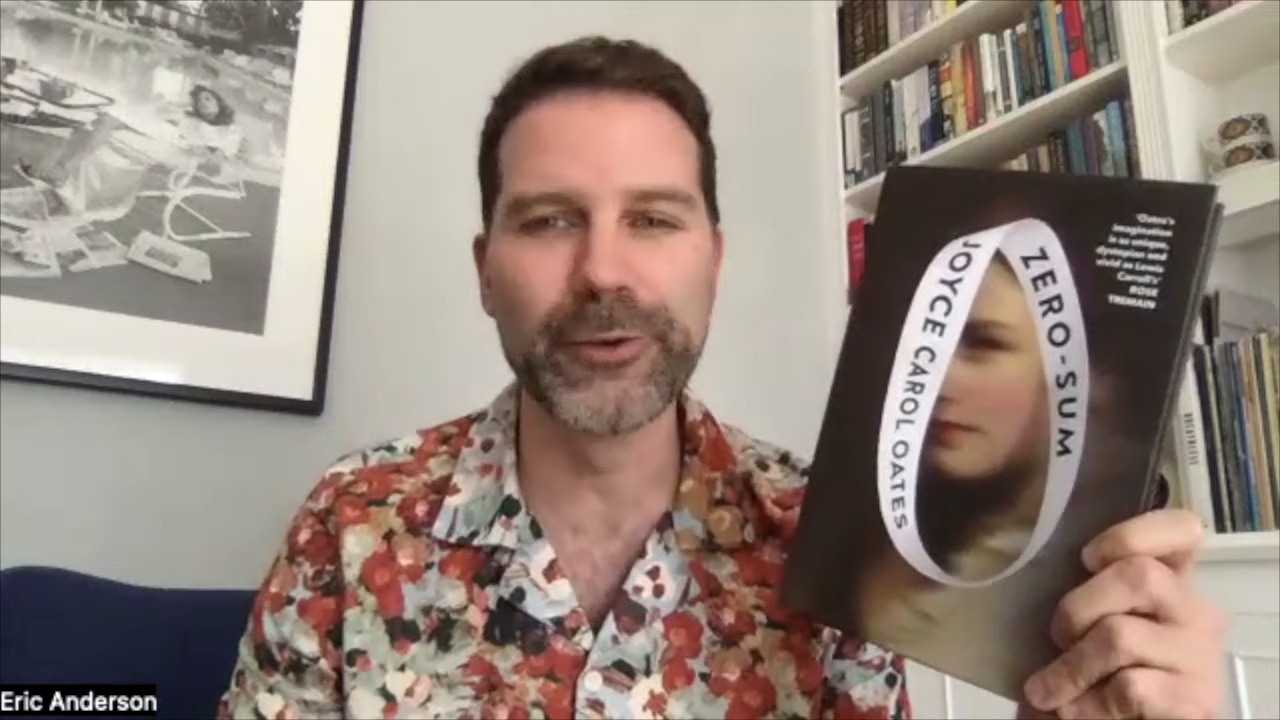 JOYCE CAROL OATES
ZERO-SUM
'Oates's
imagination
is as unique,
dystopian and
vivid as Lewis
Carroll's'
ROSE
TREMAIN
Eric Anderson